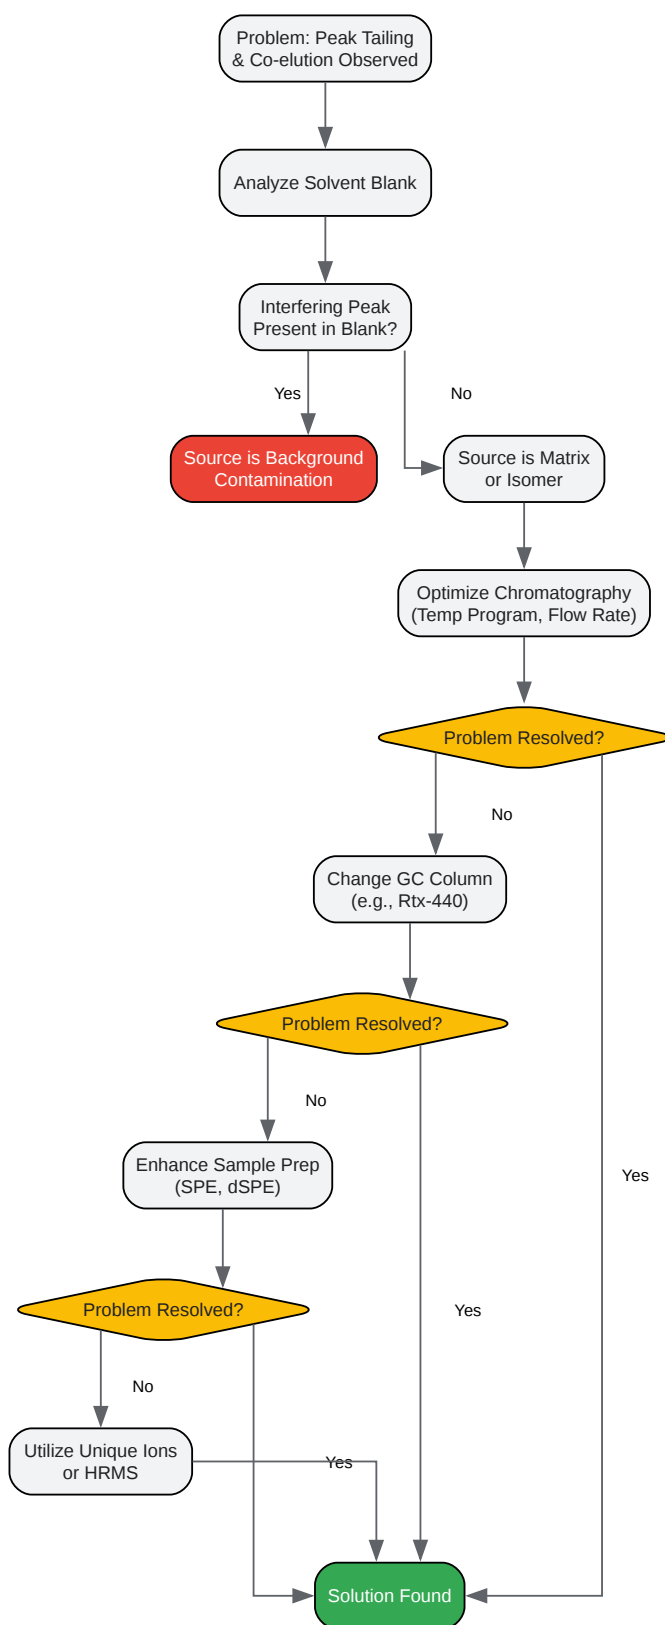 Problem: Peak Tailing
& Co-elution Observed
Analyze Solvent Blank
Interfering Peak
Present in Blank?
Yes
No
Source is Background
Contamination
Source is Matrix
or Isomer
Optimize Chromatography
(Temp Program, Flow Rate)
Problem Resolved?
No
Change GC Column
(e.g., Rtx-440)
Problem Resolved?
No
Enhance Sample Prep
(SPE, dSPE)
Yes
Problem Resolved?
Yes
No
Utilize Unique Ions
or HRMS
Yes
Solution Found